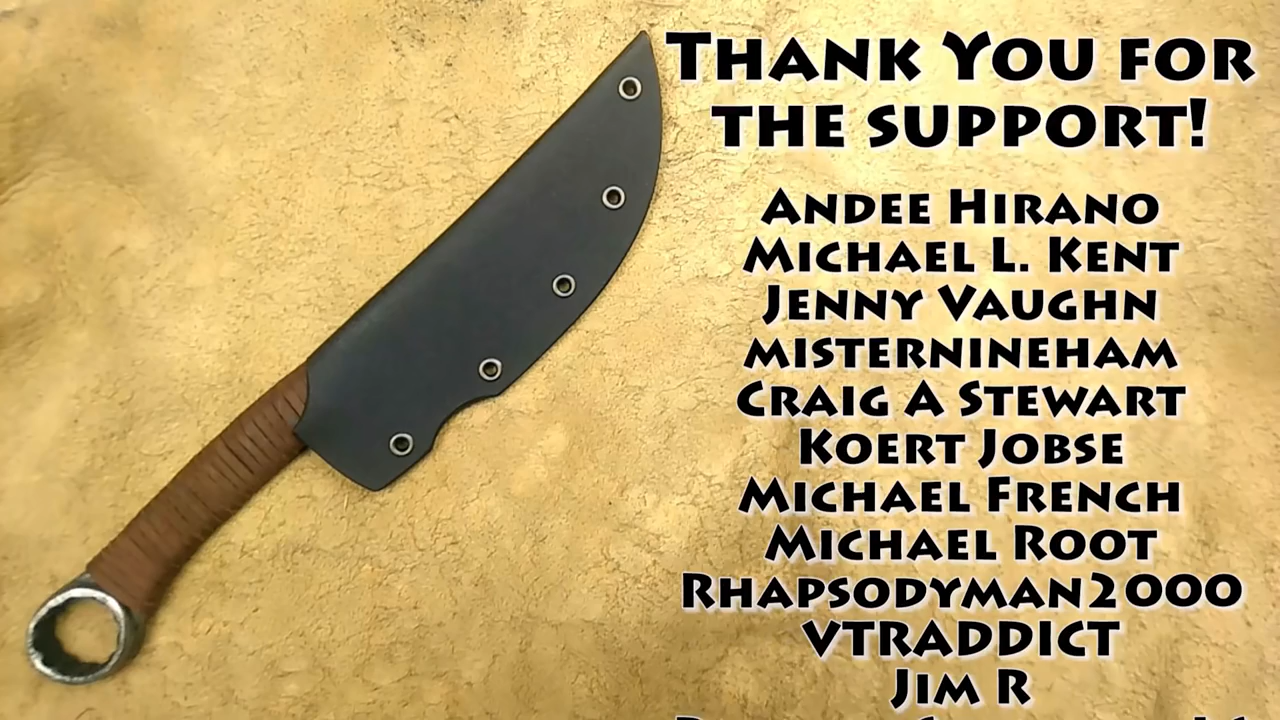 Thank You for
the support!
Andee Hirano
Michael L. Kent
Jenny Vaughn
misternineham
Craig A Stewart
Koert Jobse
Michael French
Michael Root
Rhapsodyman2000
vtraddict
Jim R